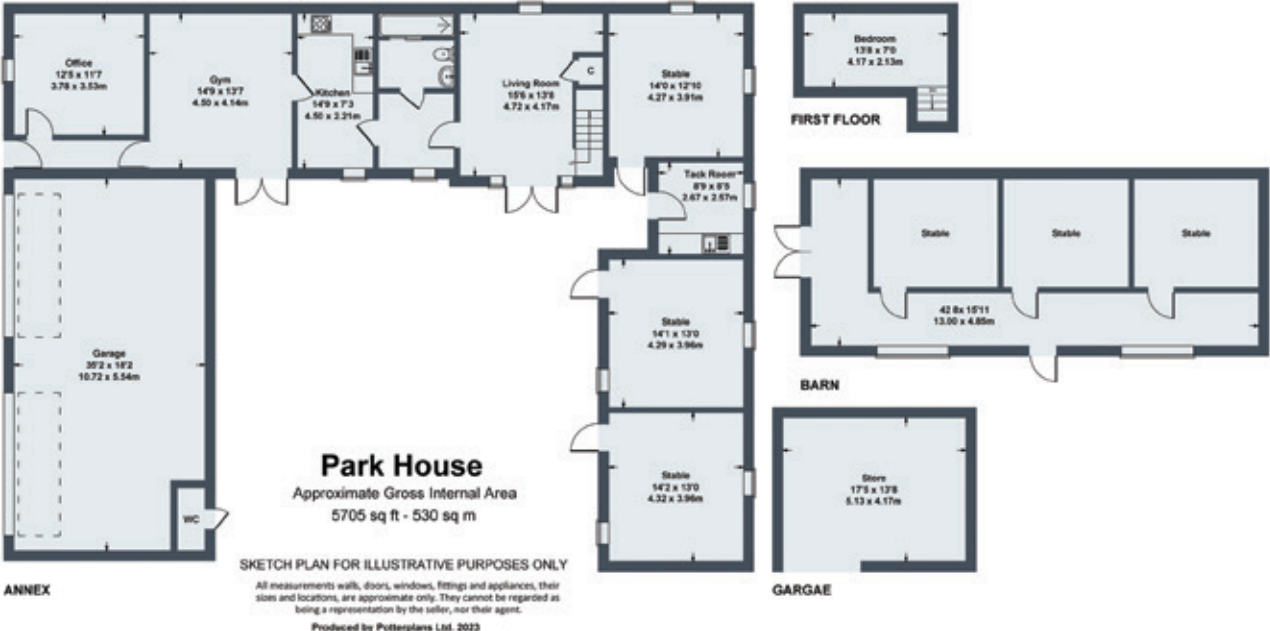 Office
12'5 x 11'7
3.78 x 3.53m
Gym
14'9 x 13'7
4.50 x 4.14m
Kitchen
14'9 x 7'3
4.50 x 2.21m
Living Room
15'6 x 13'8
4.72 x 4.17m
C
Stable
14'0 x 12'10
4.27 x 3.91m
Tack Room
8'9 x 8'5
2.67 x 2.57m
Stable
14'1 x 13'0
4.29 x 3.96m
Stable
14'2 x 13'0
4.32 x 3.96m
Garage
35'2 x 18'2
10.72 x 5.54m
WC
ANNEX
Bedroom
13'8 x 7'0
4.17 x 2.13m
FIRST FLOOR
Stable
Stable
Stable
42 8x 15'11
13.00 x 4.85m
BARN
Store
17'5 x 13'8
5.13 x 4.17m
GARGAE
Park House
Approximate Gross Internal Area
5705 sq ft - 530 sq m
SKETCH PLAN FOR ILLUSTRATIVE PURPOSES ONLY
All measurements walls, doors, windows, fittings and appliances, their
sizes and locations, are approximate only. They cannot be regarded as
being a representation by the seller, nor their agent.
Produced by Potterplans Ltd. 2023